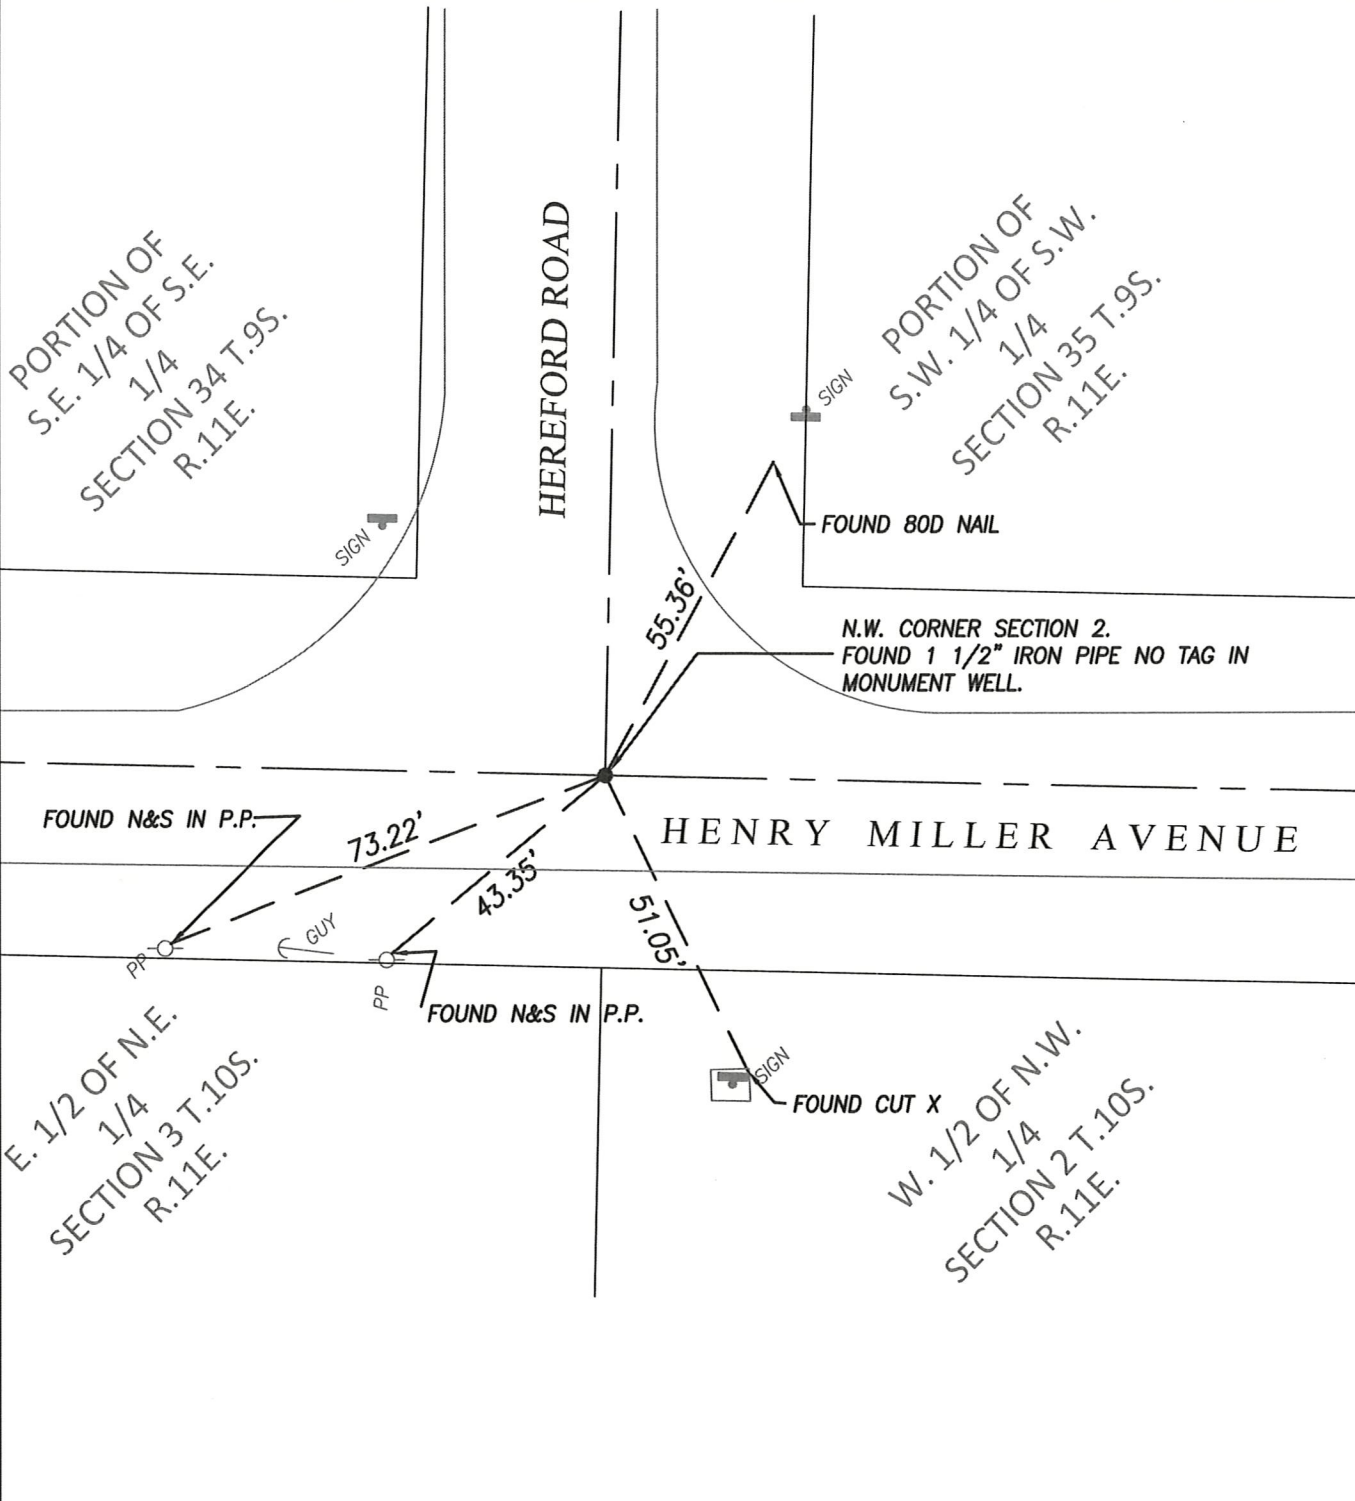 PORTION OF
S.E. 1/4 OF S.E.
1/4
SECTION 34 T.9S.
R.11E.
HEREFORD ROAD
PORTION OF
S.W. 1/4 OF S.W.
1/4
SECTION 35 T.9S.
R.11E.
SIGN
SIGN
FOUND 80D NAIL
55.36'
N.W. CORNER SECTION 2.
FOUND 1 1/2" IRON PIPE NO TAG IN
MONUMENT WELL.
FOUND N&S IN P.P.
73.22'
HENRY MILLER AVENUE
43.35'
51.05'
GUY
PP
PP
FOUND N&S IN P.P.
E. 1/2 OF N.E.
1/4
SECTION 3 T.10S.
R.11E.
SIGN
FOUND CUT X
W. 1/2 OF N.W.
1/4
SECTION 2 T.10S.
R.11E.